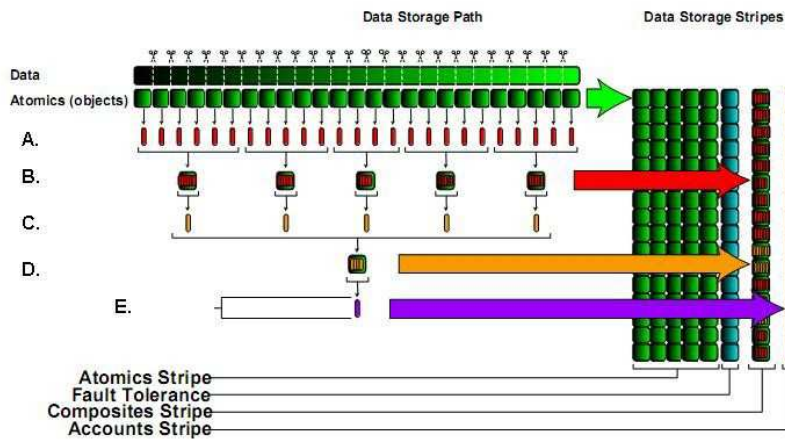 Data Storage Path
Data Storage Stripes
Data
Atomics (objects)
A.
B.
C.
D.
E.
Atomics Stripe
Fault Tolerance
Composites Stripe
Accounts Stripe